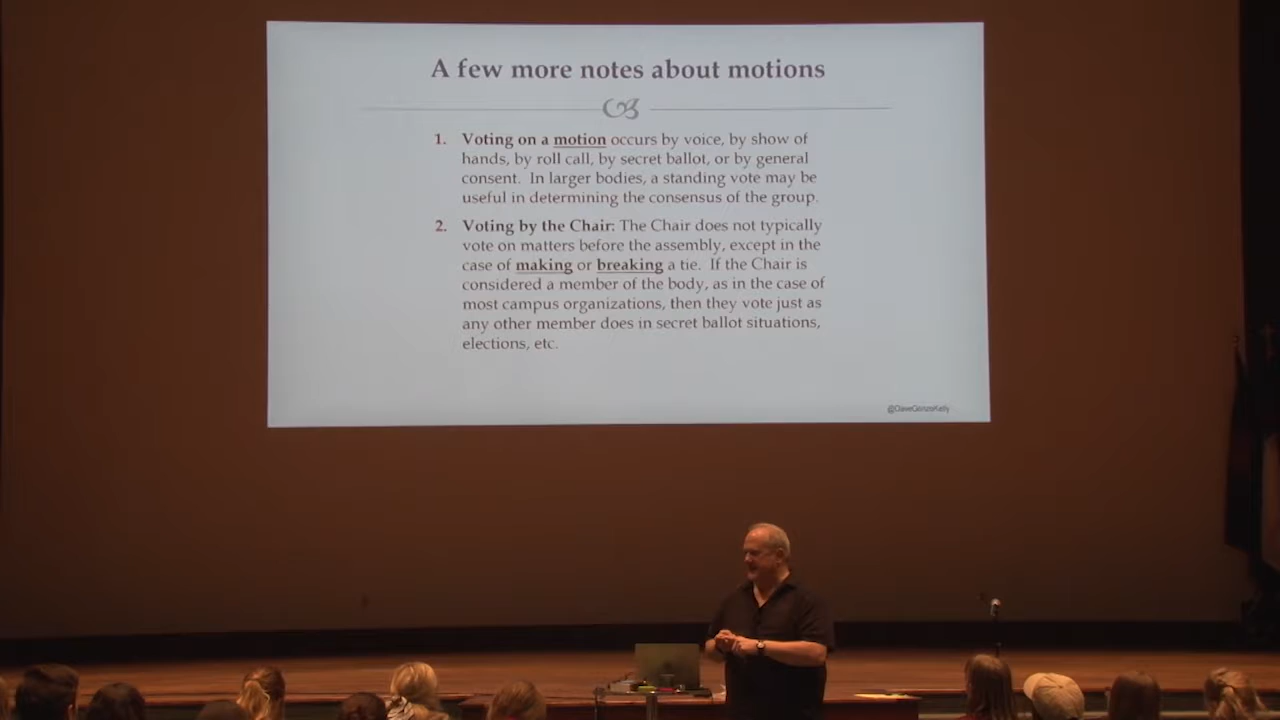 A few more notes about motions
1. Voting on a motion occurs by voice, by show of
hands, by roll call, by secret ballot, or by general
consent. In larger bodies, a standing vote may be
useful in determining the consensus of the group.
2. Voting by the Chair: The Chair does not typically
vote on matters before the assembly, except in the
case of making or breaking a tie. If the Chair is
considered a member of the body, as in the case of
most campus organizations, then they vote just as
any other member does in secret ballot situations,
elections, etc.
@DaveGonzoKelly